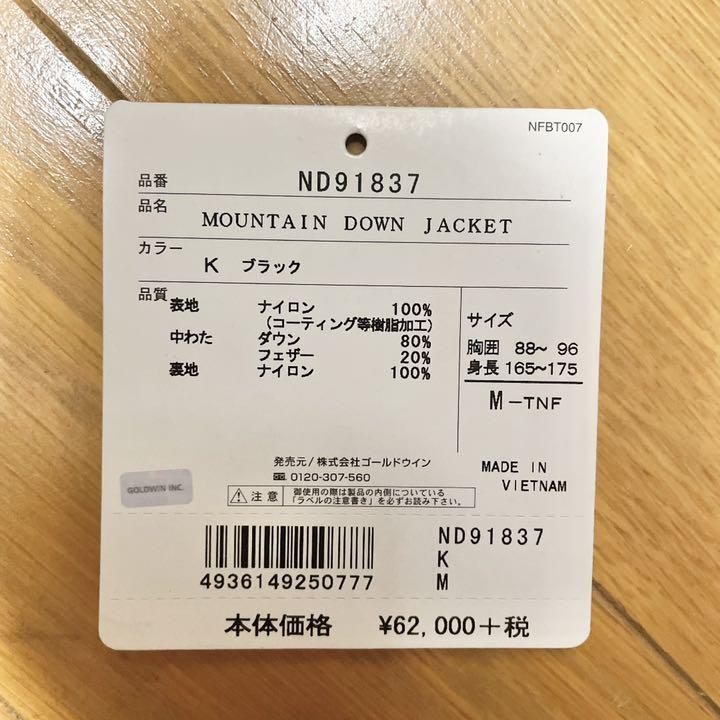 NFBT007
品番 ND91837
品名
MOUNTAIN DOWN JACKET
カラー
K ブラック
品質 表地 ナイロン 100%
(コーティング等樹脂加工)
中わた ダウン 80%
フェザー 20%
裏地 ナイロン 100%
サイズ
胸囲 88~ 96
身長 165~175
M-TNF
発売元/株式会社ゴールドウイン
0120-307-560
MADE IN
VIETNAM
GOLDWIN INC.
注意 御使用の際は製品の内側についている
「ラベルの注意書き」を必ずお読み下さい。
4936149250777
ND91837
K
M
本体価格 ¥62,000+税